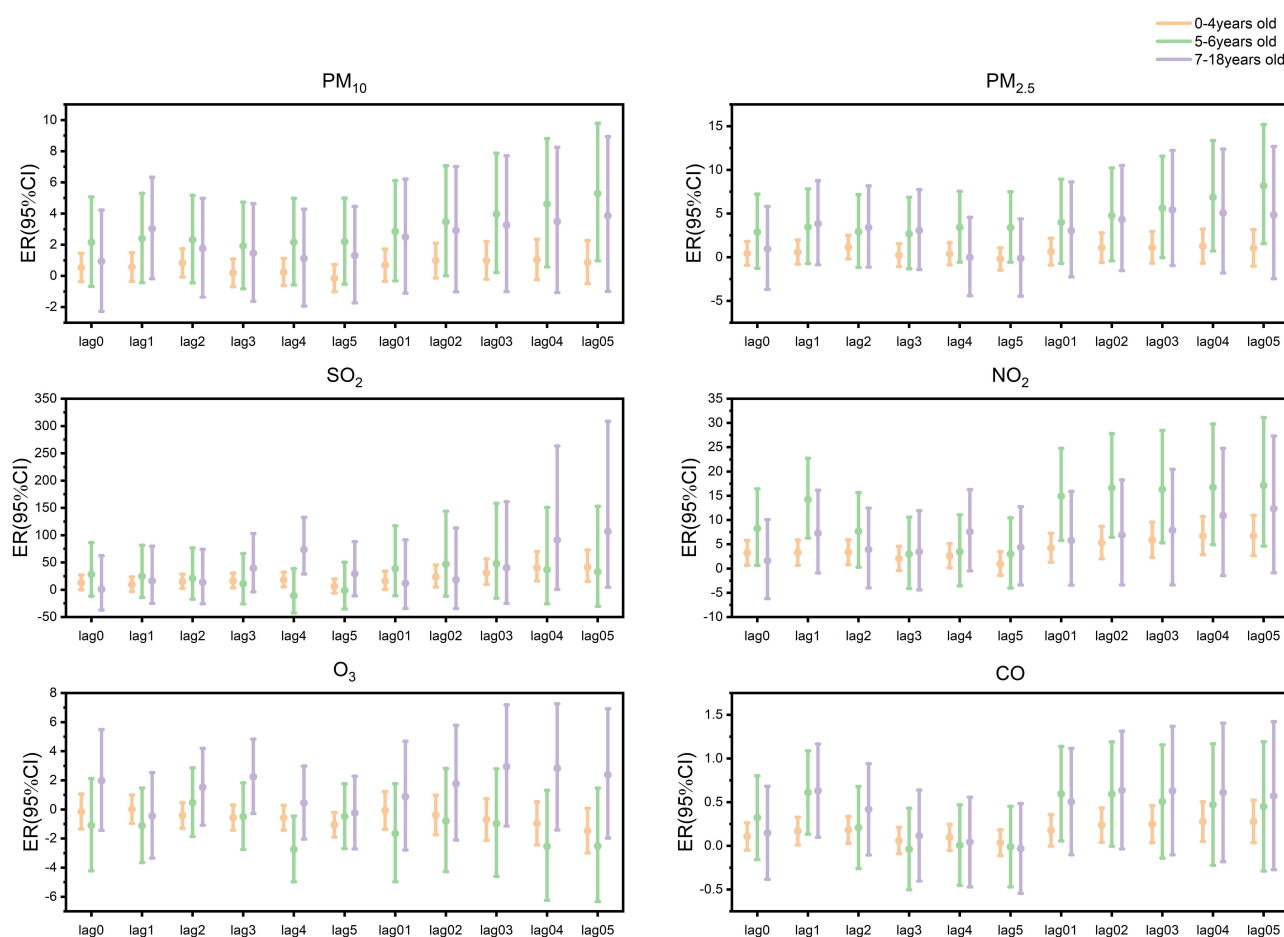 0-4years old
5-6years old
7-18years old
PM10
ER(95%CI)
10
8
6
4
2
0
-2
lag0 lag1 lag2 lag3 lag4 lag5 lag01 lag02 lag03 lag04 lag05
PM2.5
ER(95%CI)
15
10
5
0
-5
lag0 lag1 lag2 lag3 lag4 lag5 lag01 lag02 lag03 lag04 lag05
SO2
ER(95%CI)
350
300
250
200
150
100
50
0
-50
lag0 lag1 lag2 lag3 lag4 lag5 lag01 lag02 lag03 lag04 lag05
NO2
ER(95%CI)
35
30
25
20
15
10
5
0
-5
-10
lag0 lag1 lag2 lag3 lag4 lag5 lag01 lag02 lag03 lag04 lag05
O3
ER(95%CI)
8
6
4
2
0
-2
-4
-6
lag0 lag1 lag2 lag3 lag4 lag5 lag01 lag02 lag03 lag04 lag05
CO
ER(95%CI)
1.5
1.0
0.5
0.0
-0.5
lag0 lag1 lag2 lag3 lag4 lag5 lag01 lag02 lag03 lag04 lag05